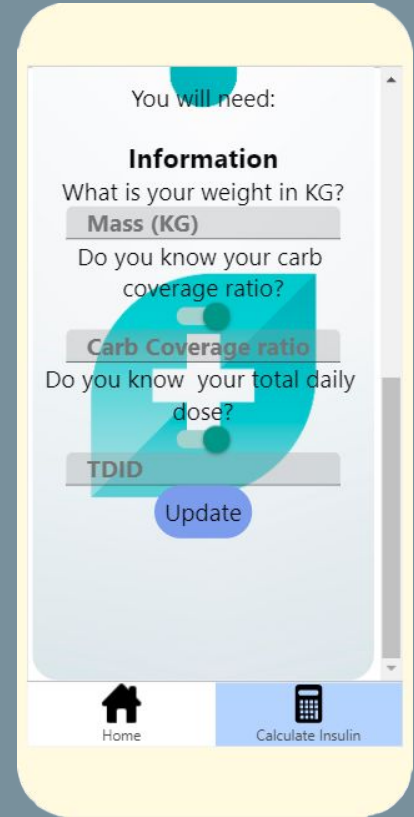 You will need:
Information
What is your weight in KG?
Mass (KG)
Do you know your carb
coverage ratio?
Carb Coverage ratio
Do you know your total daily
dose?
TDID
Update
Home
Calculate Insulin